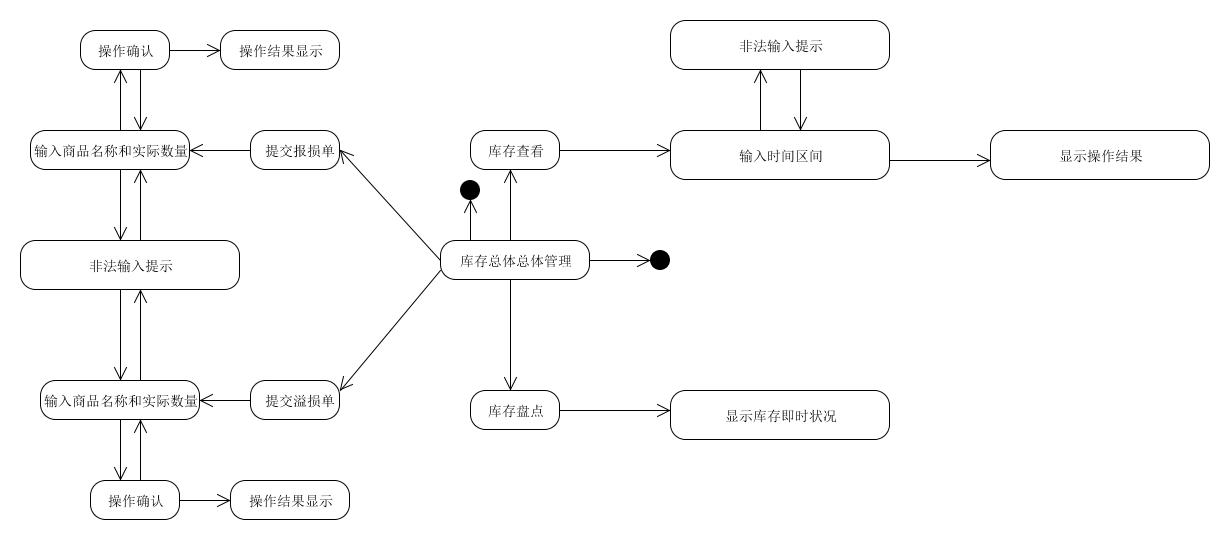 非法输入提示
操作确认
操作结果显示
输入商品名称和实际数量
提交报损单
库存查看
输入时间区间
显示操作结果
非法输入提示
库存总体总体管理
输入商品名称和实际数量
提交溢损单
库存盘点
显示库存即时状况
操作确认
操作结果显示